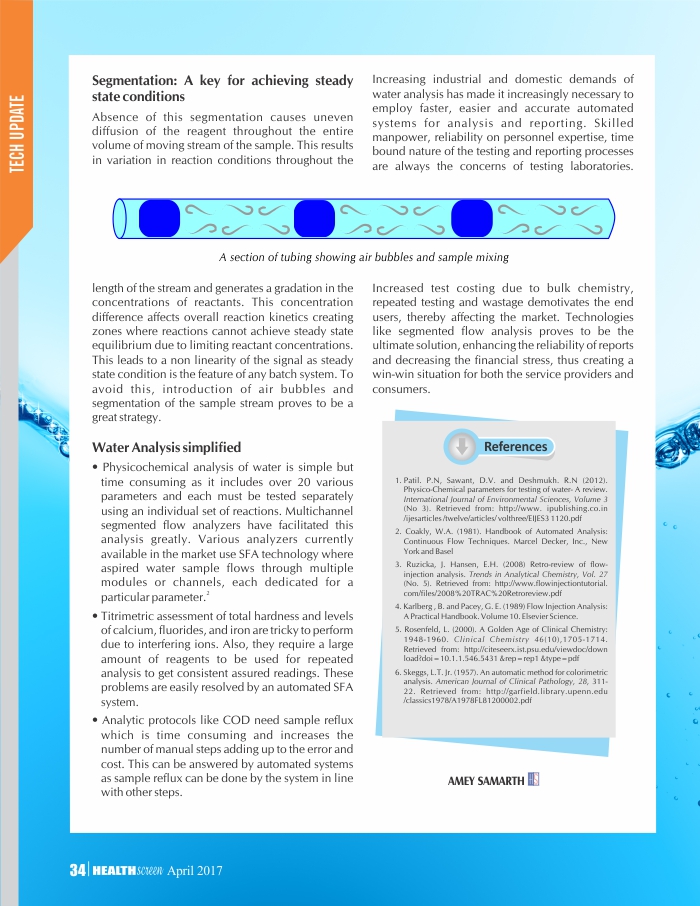 TECH UPDATE
Segmentation: A key for achieving steady
state conditions
Absence of this segmentation causes uneven
diffusion of the reagent throughout the entire
volume of moving stream of the sample. This results
in variation in reaction conditions throughout the
Increasing industrial and domestic demands of
water analysis has made it increasingly necessary to
employ faster, easier and accurate automated
systems for analysis and reporting. Skilled
manpower, reliability on personnel expertise, time
bound nature of the testing and reporting processes
are always the concerns of testing laboratories.
A section of tubing showing air bubbles and sample mixing
length of the stream and generates a gradation in the
concentrations of reactants. This concentration
difference affects overall reaction kinetics creating
zones where reactions cannot achieve steady state
equilibrium due to limiting reactant concentrations.
This leads to a non linearity of the signal as steady
state condition is the feature of any batch system. To
avoid this, introduction of air bubbles and
segmentation of the sample stream proves to be a
great strategy.
Water Analysis simplified
• Physicochemical analysis of water is simple but
time consuming as it includes over 20 various
parameters and each must be tested separately
using an individual set of reactions. Multichannel
segmented flow analyzers have facilitated this
analysis greatly. Various analyzers currently
available in the market use SFA technology where
aspired water sample flows through multiple
modules or channels, each dedicated for a
particular parameter.2
• Titrimetric assessment of total hardness and levels
of calcium, fluorides, and iron are tricky to perform
due to interfering ions. Also, they require a large
amount of reagents to be used for repeated
analysis to get consistent assured readings. These
problems are easily resolved by an automated SFA
system.
• Analytic protocols like COD need sample reflux
which is time consuming and increases the
number of manual steps adding up to the error and
cost. This can be answered by automated systems
as sample reflux can be done by the system in line
with other steps.
Increased test costing due to bulk chemistry,
repeated testing and wastage demotivates the end
users, thereby affecting the market. Technologies
like segmented flow analysis proves to be the
ultimate solution, enhancing the reliability of reports
and decreasing the financial stress, thus creating a
win-win situation for both the service providers and
consumers.
References
1. Patil. P.N, Sawant, D.V. and Deshmukh. R.N (2012).
Physico-Chemical parameters for testing of water- A review.
International Journal of Environmental Sciences, Volume 3
(No 3). Retrieved from: http://www. ipublishing.co.in
/ijesarticles/twelve/articles/ volthree/EIJES3 1120.pdf
2. Coakly, W.A. (1981). Handbook of Automated Analysis:
Continuous Flow Techniques. Marcel Decker, Inc., New
York and Basel
3. Ruzicka, J. Hansen, E.H. (2008) Retro-review of flow-
injection analysis. Trends in Analytical Chemistry, Vol. 27
(No. 5). Retrieved from: http://www.flowinjectiontutorial.
com/files/2008%20TRAC%20Retroreview.pdf
4. Karlberg , B. and Pacey, G. E. (1989) Flow Injection Analysis:
A Practical Handbook. Volume 10. Elsevier Science.
5. Rosenfeld, L. (2000). A Golden Age of Clinical Chemistry:
1948-1960. Clinical Chemistry 46(10),1705-1714.
Retrieved from: http://citeseerx.ist.psu.edu/viewdoc/down
load?doi=10.1.1.546.5431 &rep=rep1 &type=pdf
6. Skeggs, L.T. Jr. (1957). An automatic method for colorimetric
analysis. American Journal of Clinical Pathology, 28, 311-
22. Retrieved from: http://garfield.library.upenn.edu
/classics1978/A1978FL81200002.pdf
AMEY SAMARTH
34 HEALTHscreen April 2017